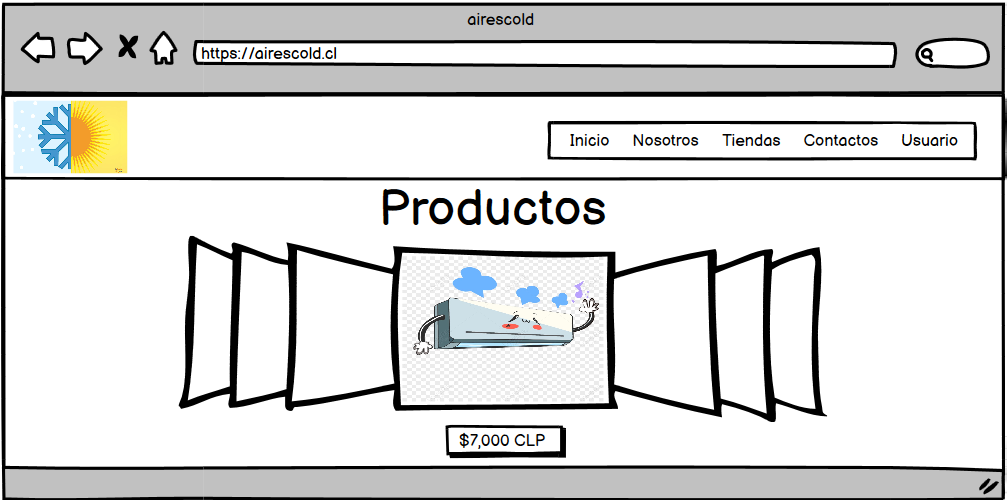 airescold
https://airescold.cl
Inicio Nosotros Tiendas Contactos Usuario
Productos
$7,000 CLP